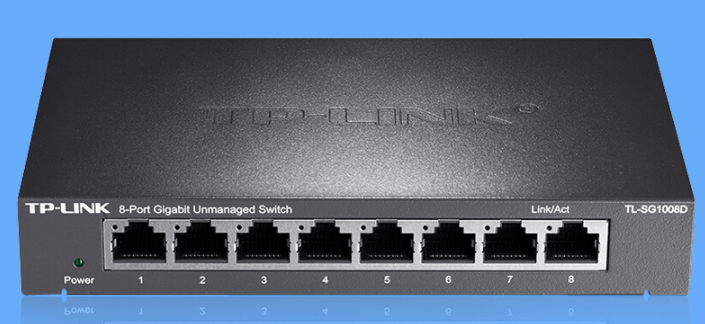 TP-LINK®
TP-LINK 8-Port Gigabit Unmanaged Switch Link/Act TL-SG1008D
Power 1 2 3 4 5 6 7 8